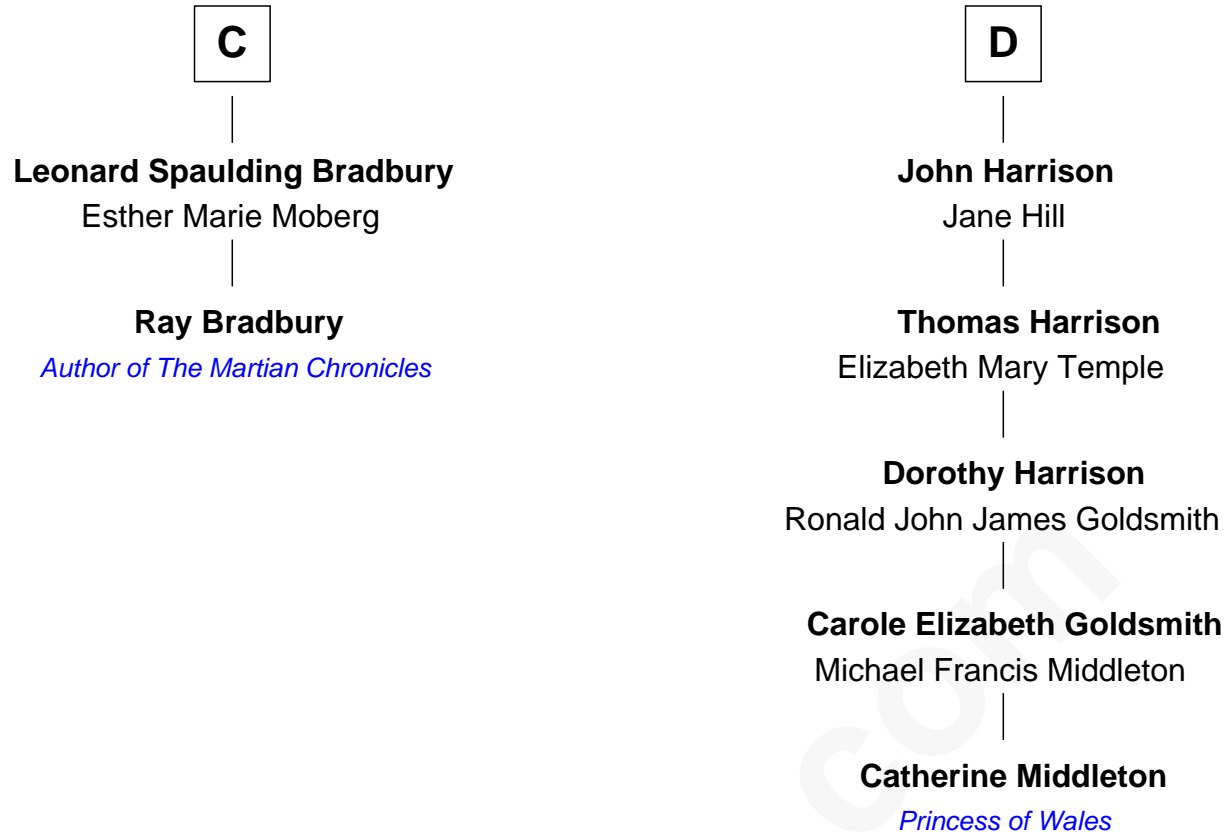 C
Leonard Spaulding Bradbury
Esther Marie Moberg
Ray Bradbury
Author of The Martian Chronicles
D
John Harrison
Jane Hill
Thomas Harrison
Elizabeth Mary Temple
Dorothy Harrison
Ronald John James Goldsmith
Carole Elizabeth Goldsmith
Michael Francis Middleton
Catherine Middleton
Princess of Wales
com